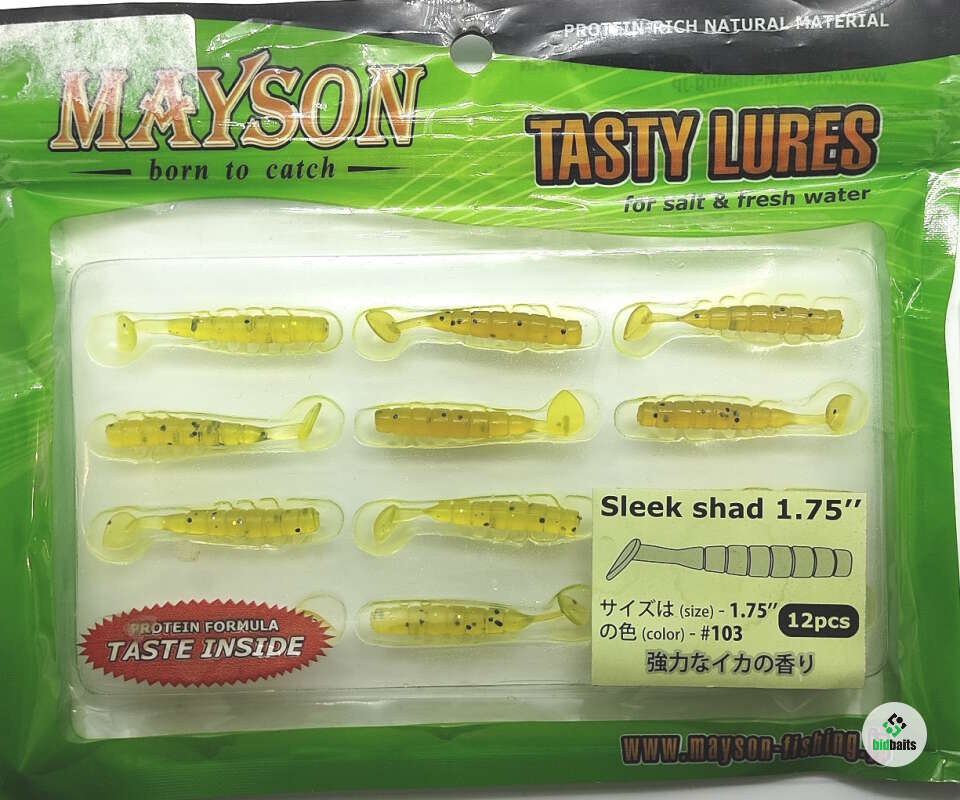 PROTEIN-RICH NATURAL MATERIAL
MAYSON
born to catch
TASTY LURES
for salt & fresh water
Sleek shad 1.75’’
サイズは (size) - 1.75’’
の色 (color) - #103
12pcs
強力なイカの香り
PROTEIN FORMULA
TASTE INSIDE
bidbaits